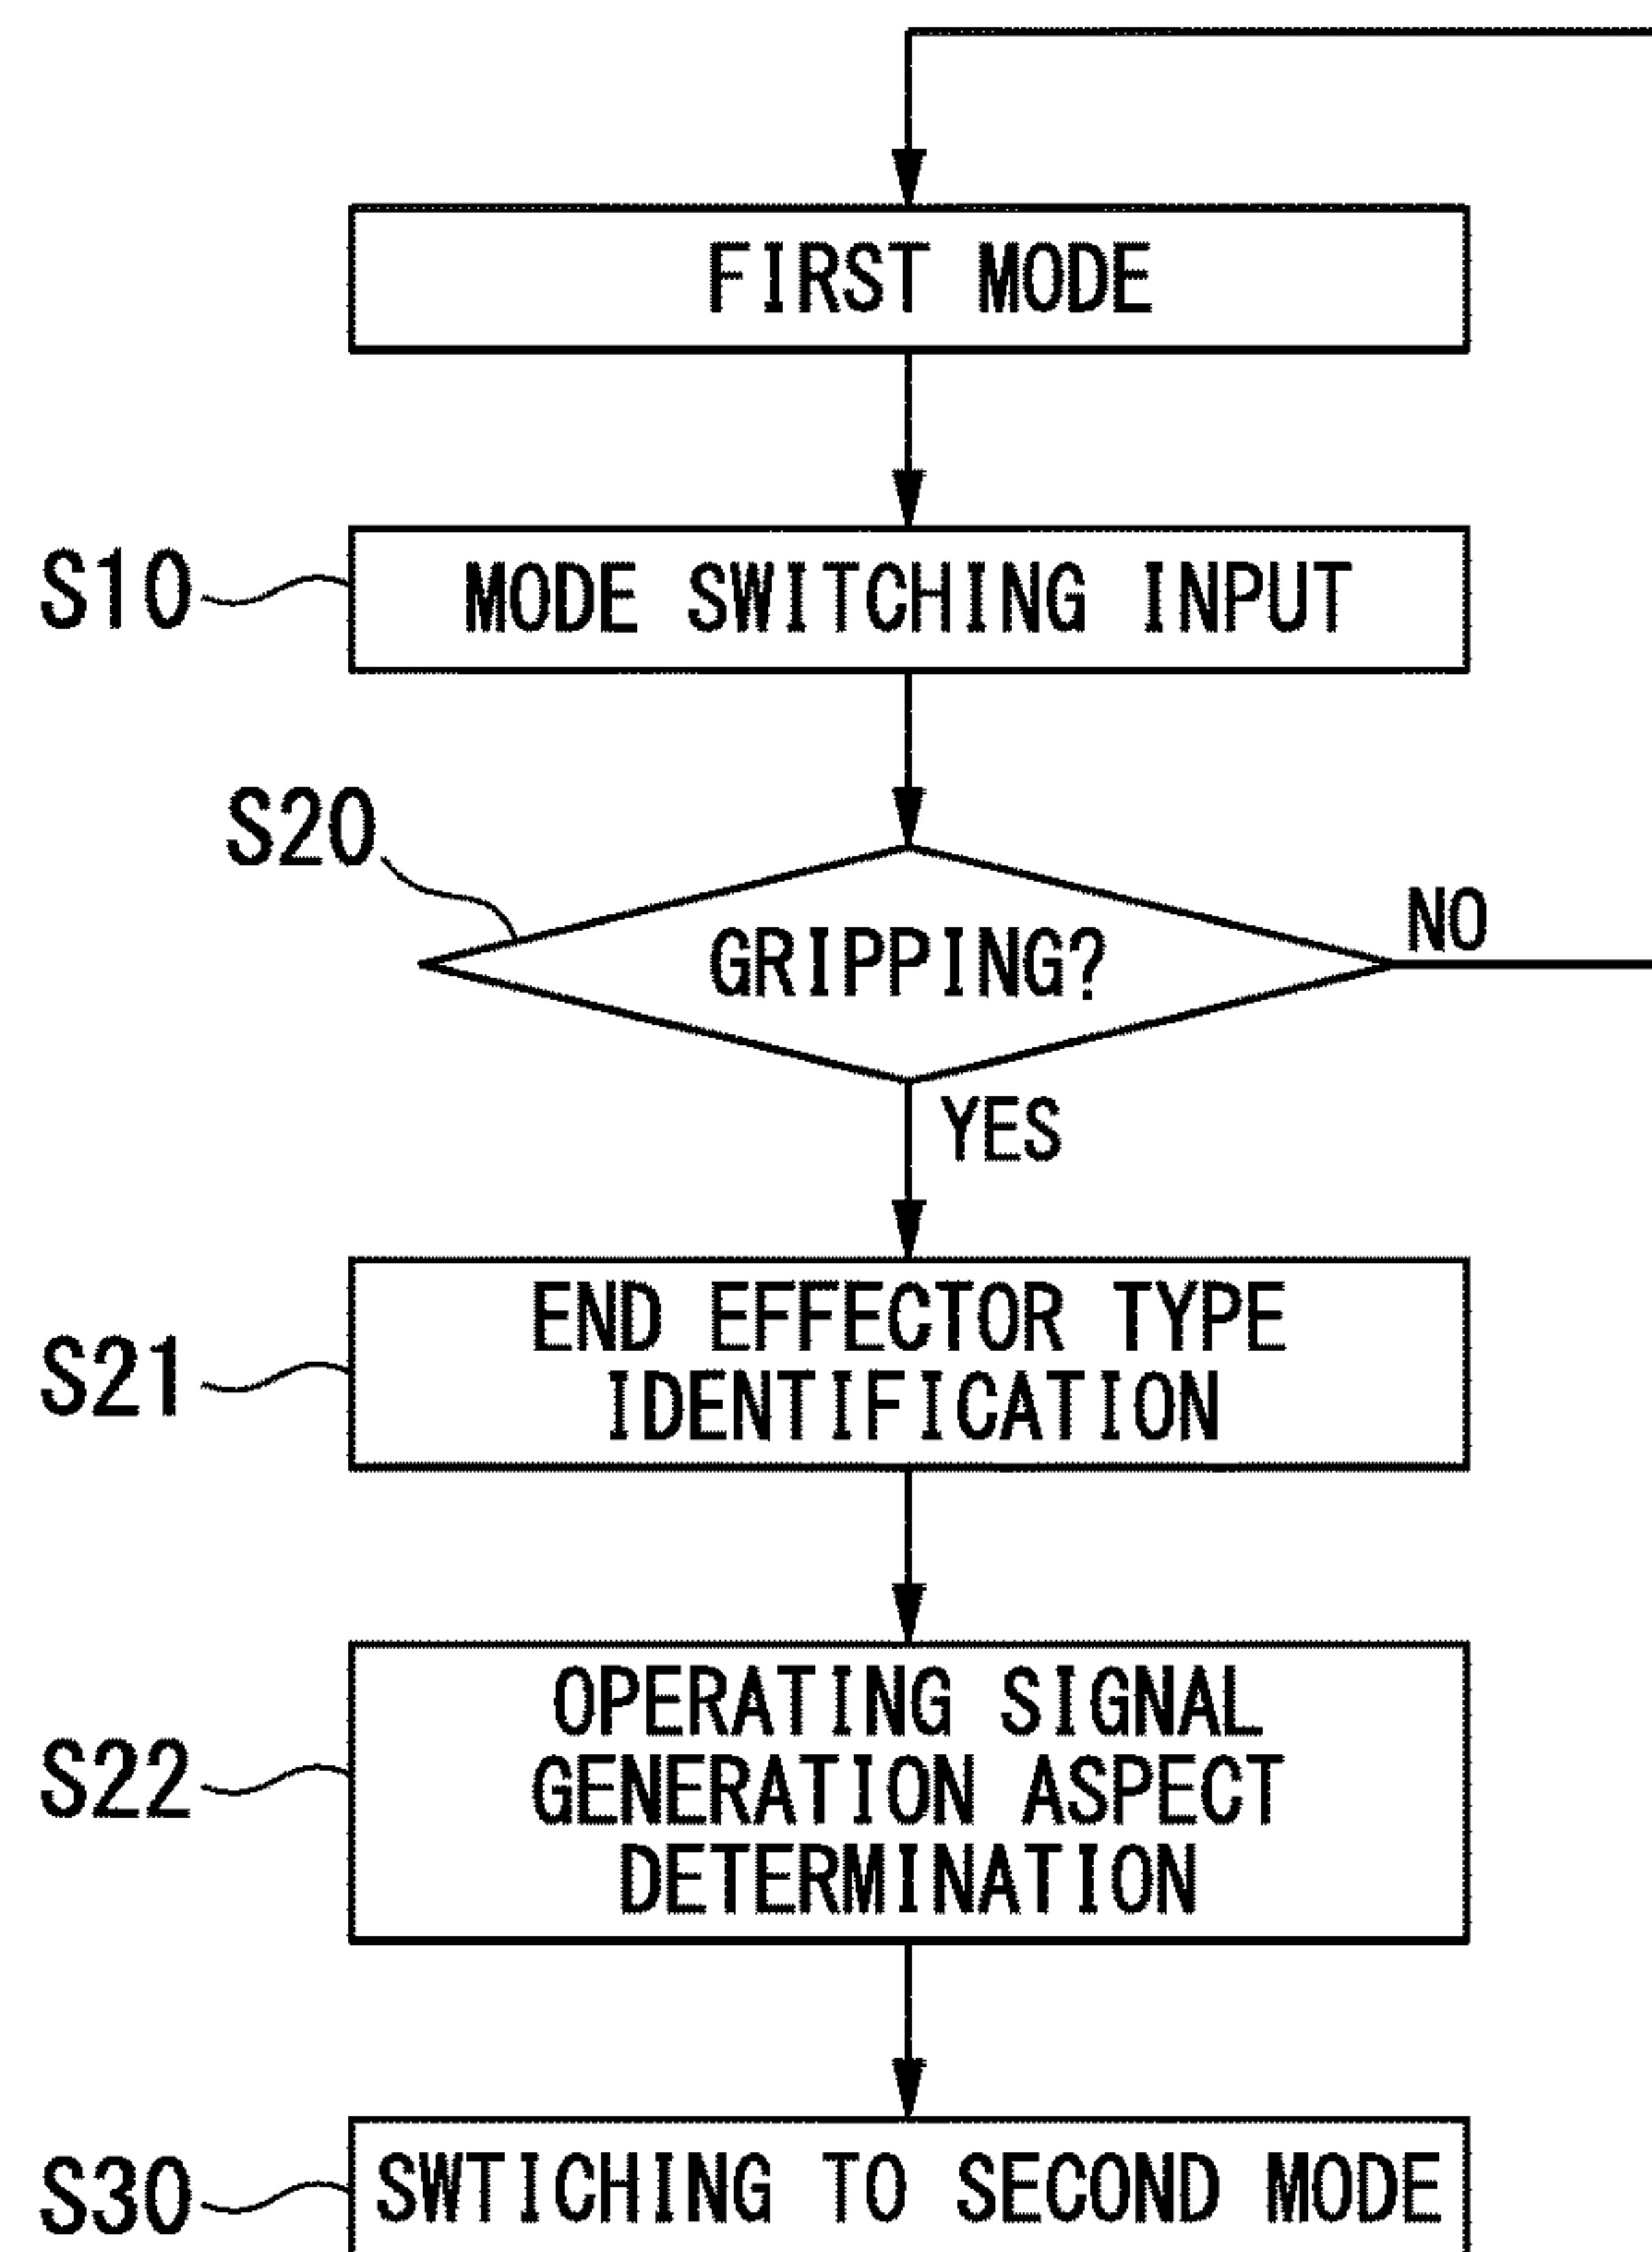 FIRST MODE
S10
MODE SWITCHING INPUT
S20
GRIPPING?
NO
YES
S21
END EFFECTOR TYPE
IDENTIFICATION
S22
OPERATING SIGNAL
GENERATION ASPECT
DETERMINATION
S30
SWTICHING TO SECOND MODE